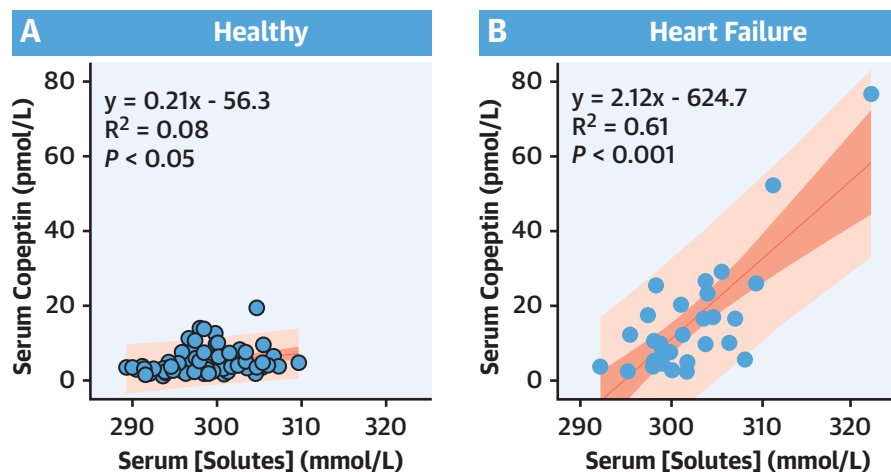 A Healthy
y = 0.21x - 56.3
R² = 0.08
P < 0.05
Serum Copeptin (pmol/L)
80
60
40
20
0
290 300 310 320
Serum [Solutes] (mmol/L)
B Heart Failure
y = 2.12x - 624.7
R² = 0.61
P < 0.001
Serum Copeptin (pmol/L)
80
60
40
20
0
290 300 310 320
Serum [Solutes] (mmol/L)